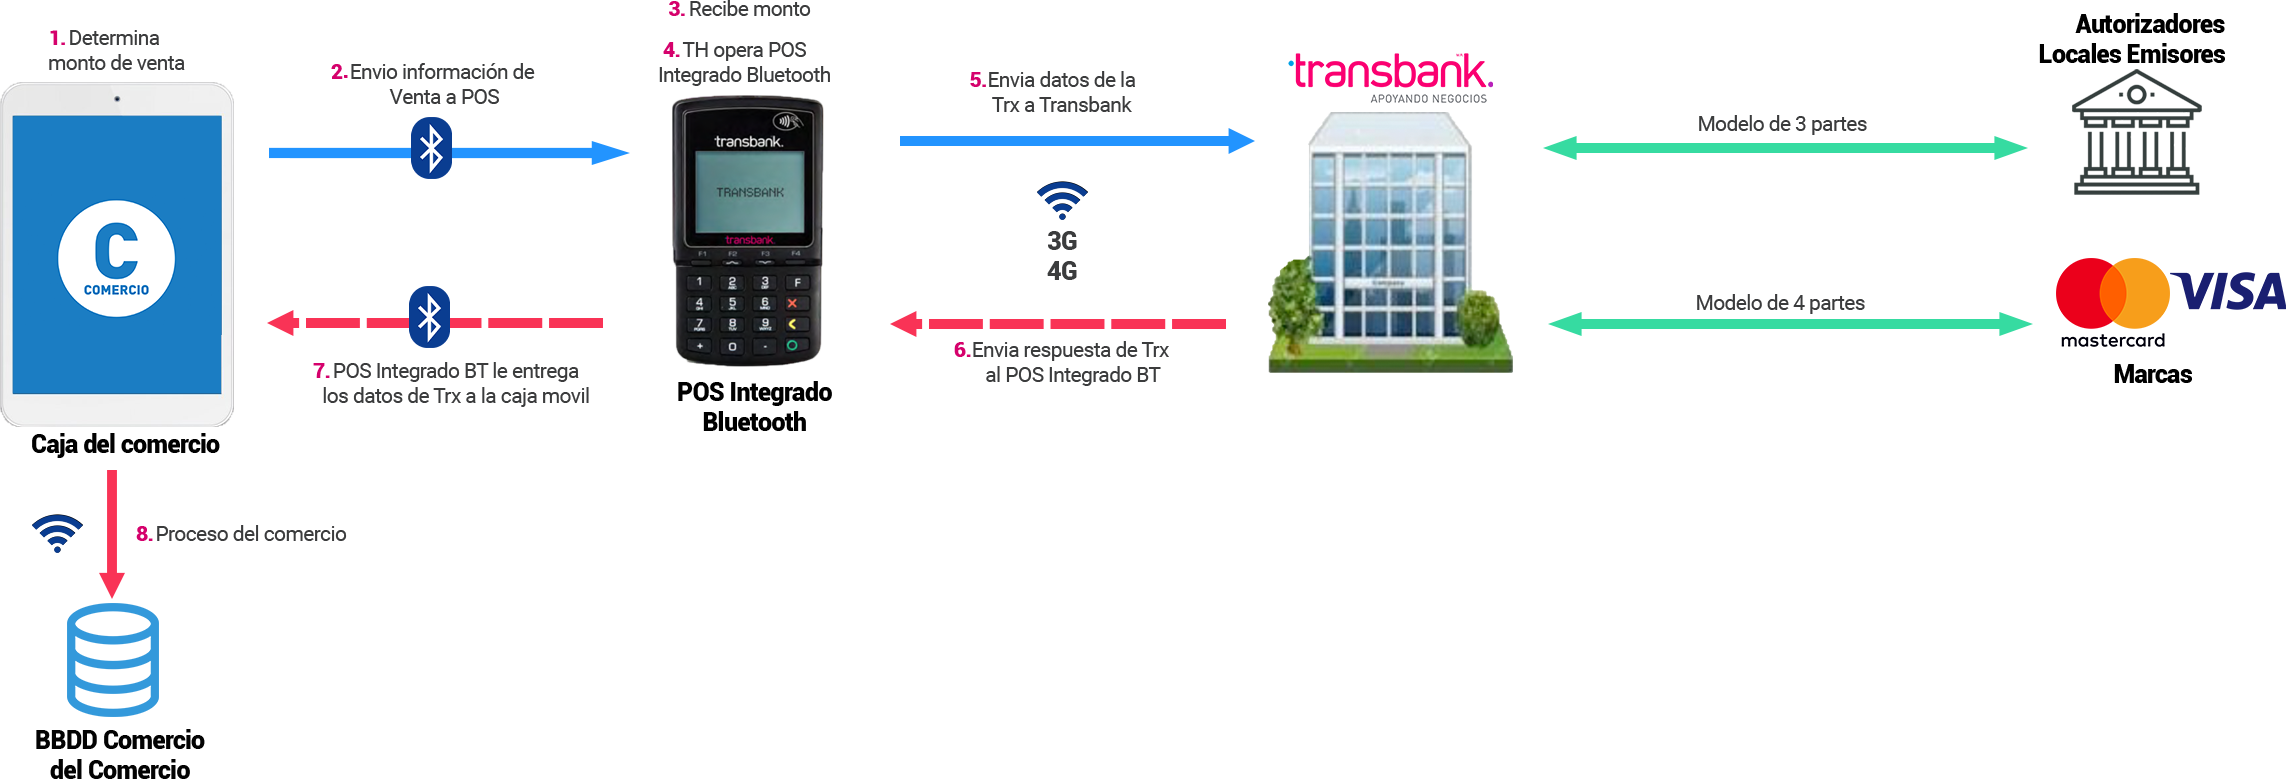 1. Determina
monto de venta
C
COMERCIO
Caja del comercio
2. Envio información de
Venta a POS
7. POS Integrado BT le entrega
los datos de Trx a la caja movil
3. Recibe monto
4. TH opera POS
Integrado Bluetooth
transbank.
TRANSBANK
transbank.
F1 F2 F3 F4
1 2 3 F
4 5 6
7 8 9
+ 0 -
POS Integrado
Bluetooth
5. Envia datos de la
Trx a Transbank
3G
4G
6. Envia respuesta de Trx
al POS Integrado BT
transbank.
APOYANDO NEGOCIOS
Company
Modelo de 3 partes
Modelo de 4 partes
Autorizadores
Locales Emisores
mastercard
VISA
Marcas
8. Proceso del comercio
BBDD Comercio
del Comercio